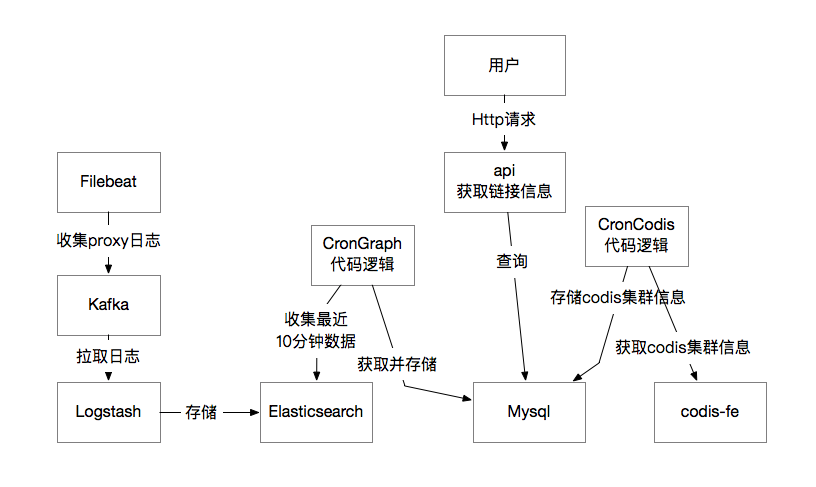 用户
Http请求
api
获取链接信息
Filebeat
收集proxy日志
CronGraph
代码逻辑
CronCodis
代码逻辑
查询
Kafka
存储codis集群信息
收集最近
10分钟数据
获取codis集群信息
拉取日志
获取并存储
Logstash
存储
Elasticsearch
Mysql
codis-fe